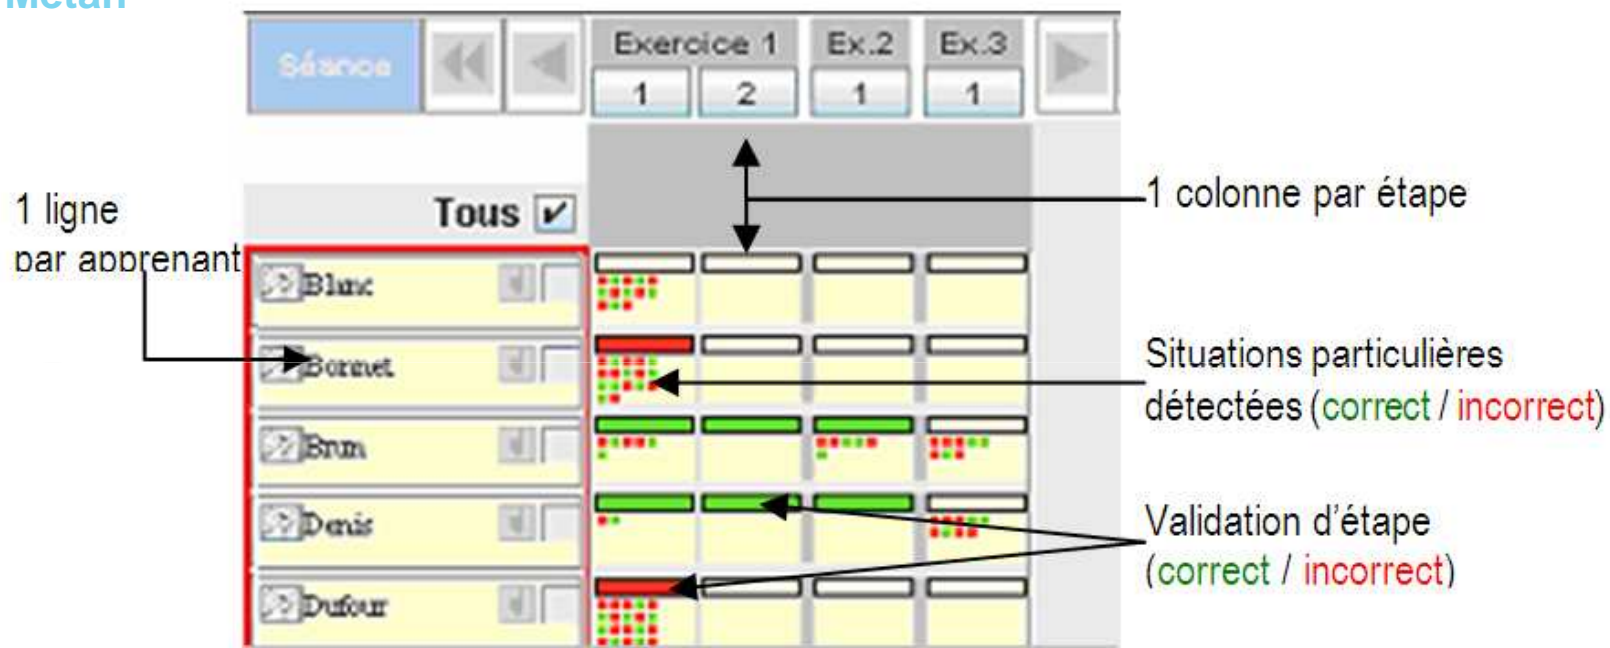 Séance
Exercice 1 Ex.2 Ex.3
1 2 1 1
1 colonne par étape
1 ligne
par apprenant
Tous
Blanc
Bonnet
Situations particulières
détectées (correct / incorrect)
Brun
Denis
Validation d'étape
(correct / incorrect)
Dufour